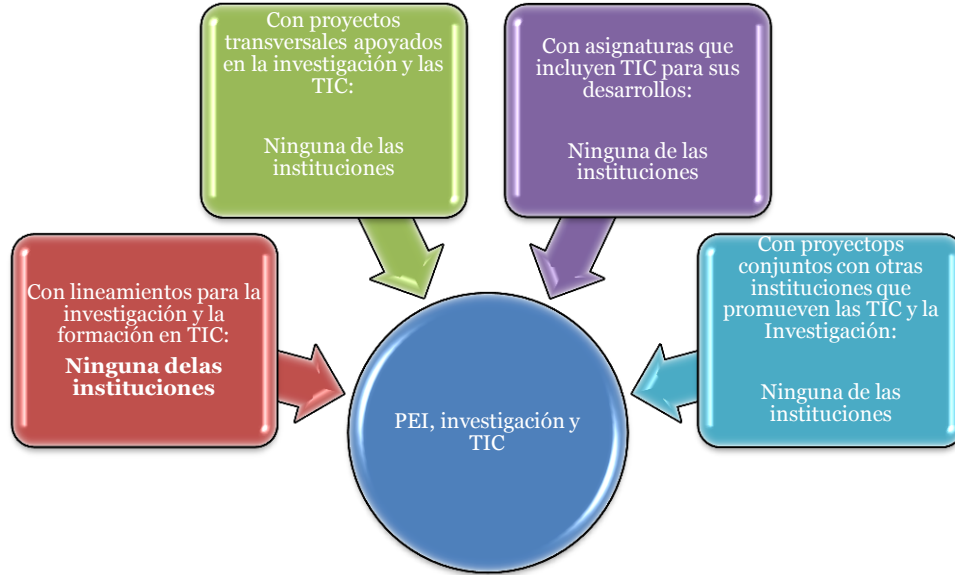 Con proyectos
transversales apoyados
en la investigación y las
TIC:
Ninguna de las
instituciones
Con asignaturas que
incluyen TIC para sus
desarrollos:
Ninguna de las
instituciones
Con lineamientos para la
investigación y la
formación en TIC:
Ninguna delas
instituciones
Con proyectops
conjuntos con otras
instituciones que
promueven las TIC y la
Investigación:
Ninguna de las
instituciones
PEI, investigación y
TIC